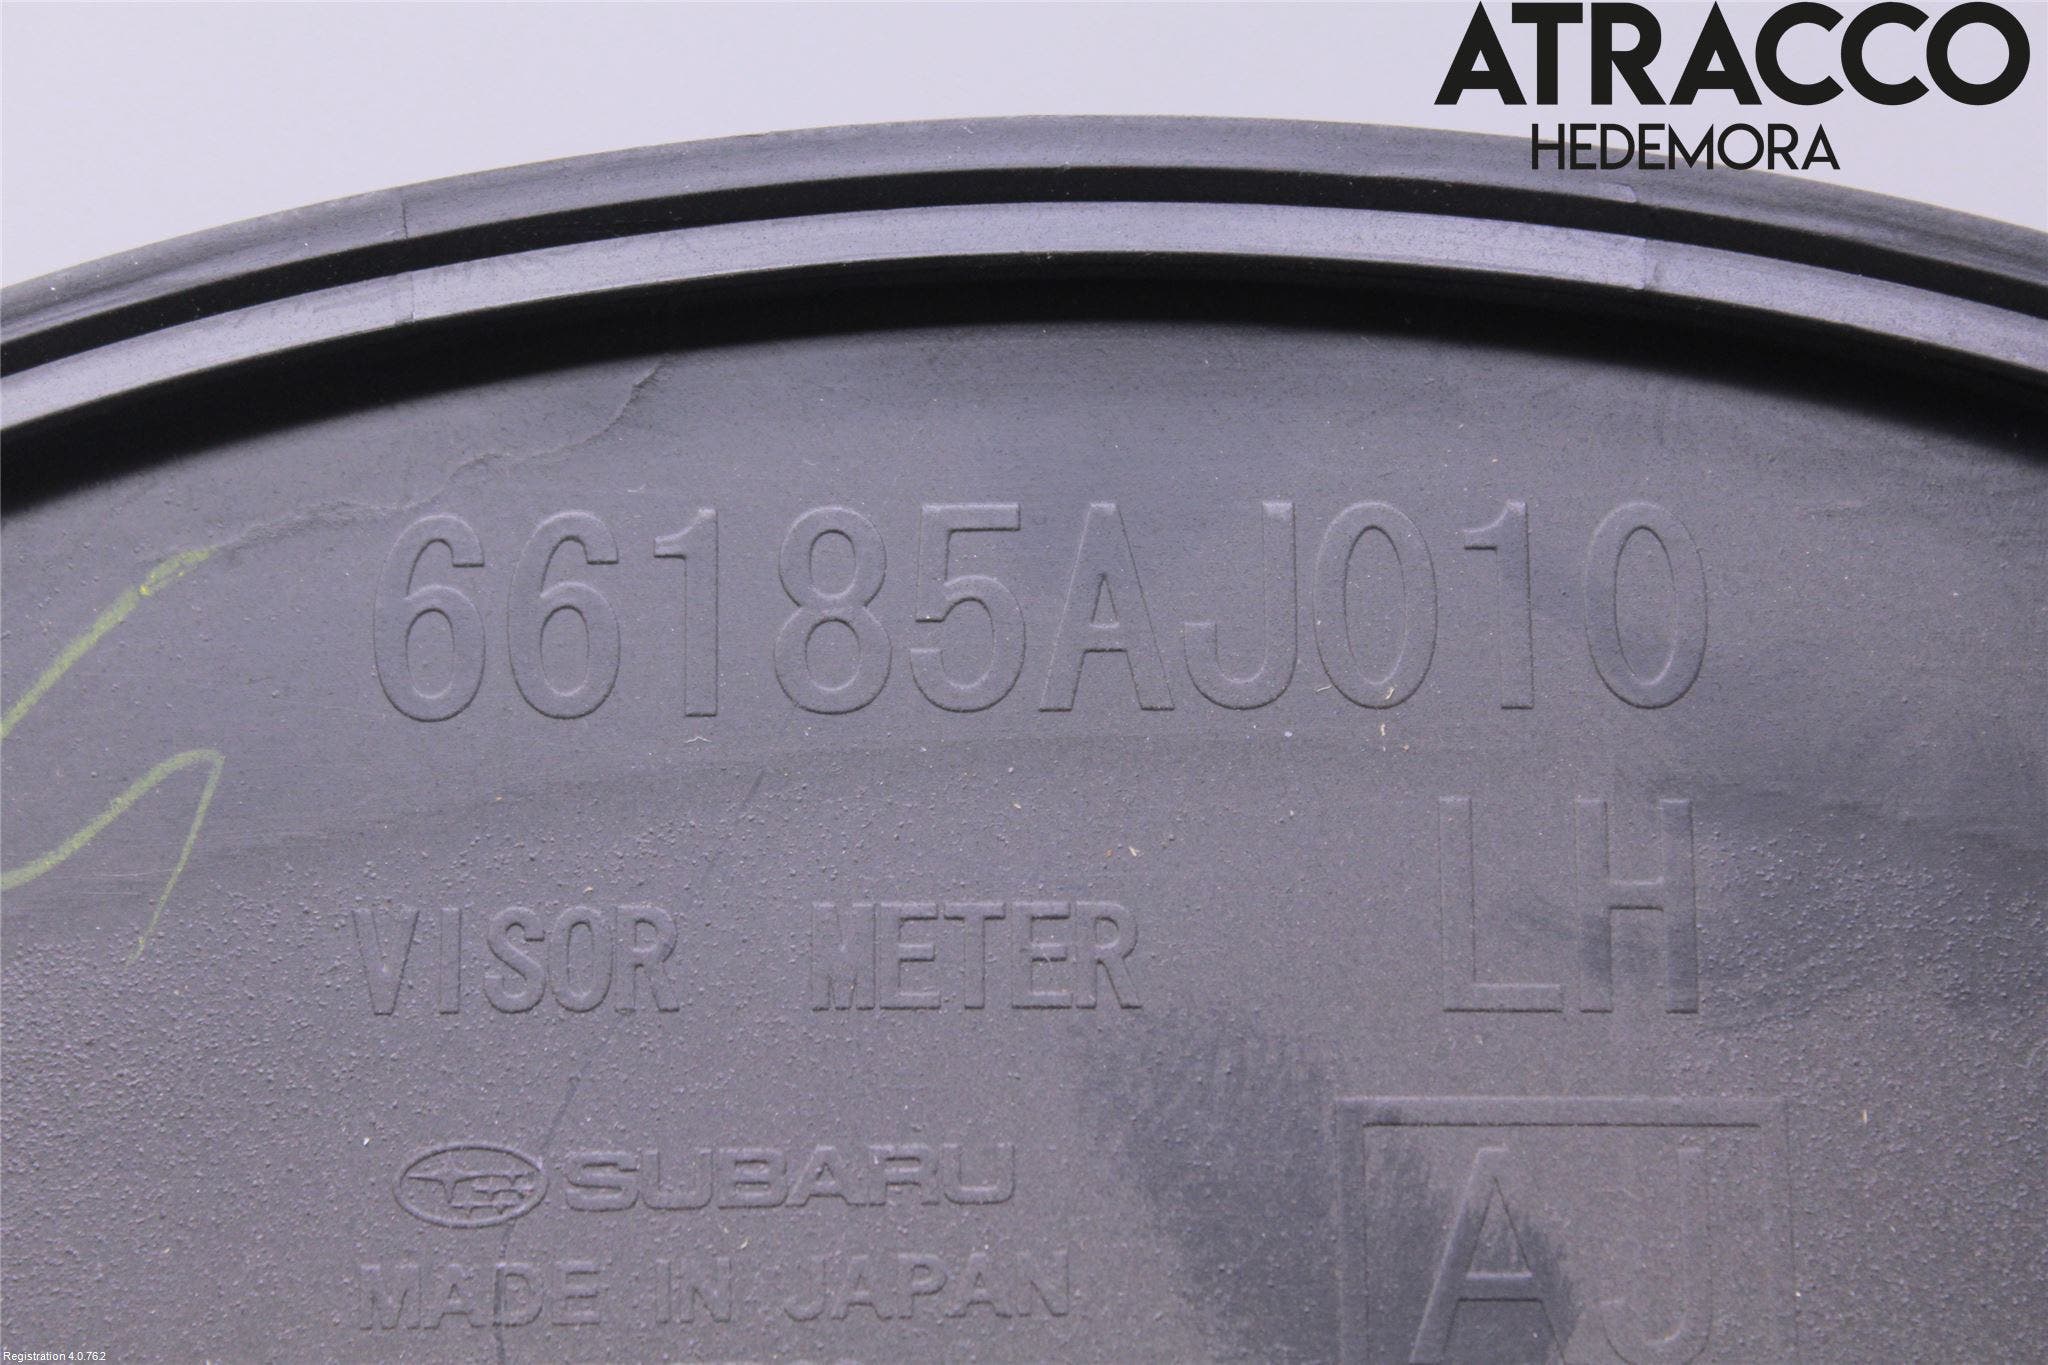 ATRACCO
HEDEMORA
66185AJ010
LH
VISOR METER
SUBARU
AJ
MADE IN JAPAN
Registration 4.0.762